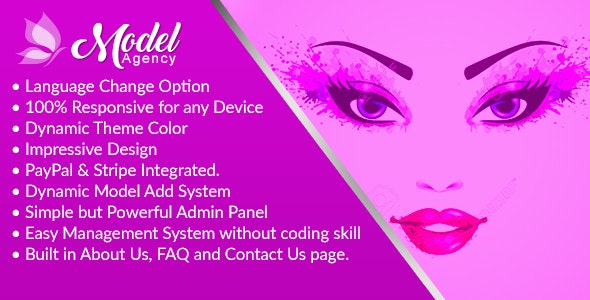 Model
Agency
• Language Change Option
• 100% Responsive for any Device
• Dynamic Theme Color
• Impressive Design
• PayPal & Stripe Integrated.
• Dynamic Model Add System
• Simple but Powerful Admin Panel
• Easy Management System without coding skill
• Built in About Us, FAQ and Contact Us page.